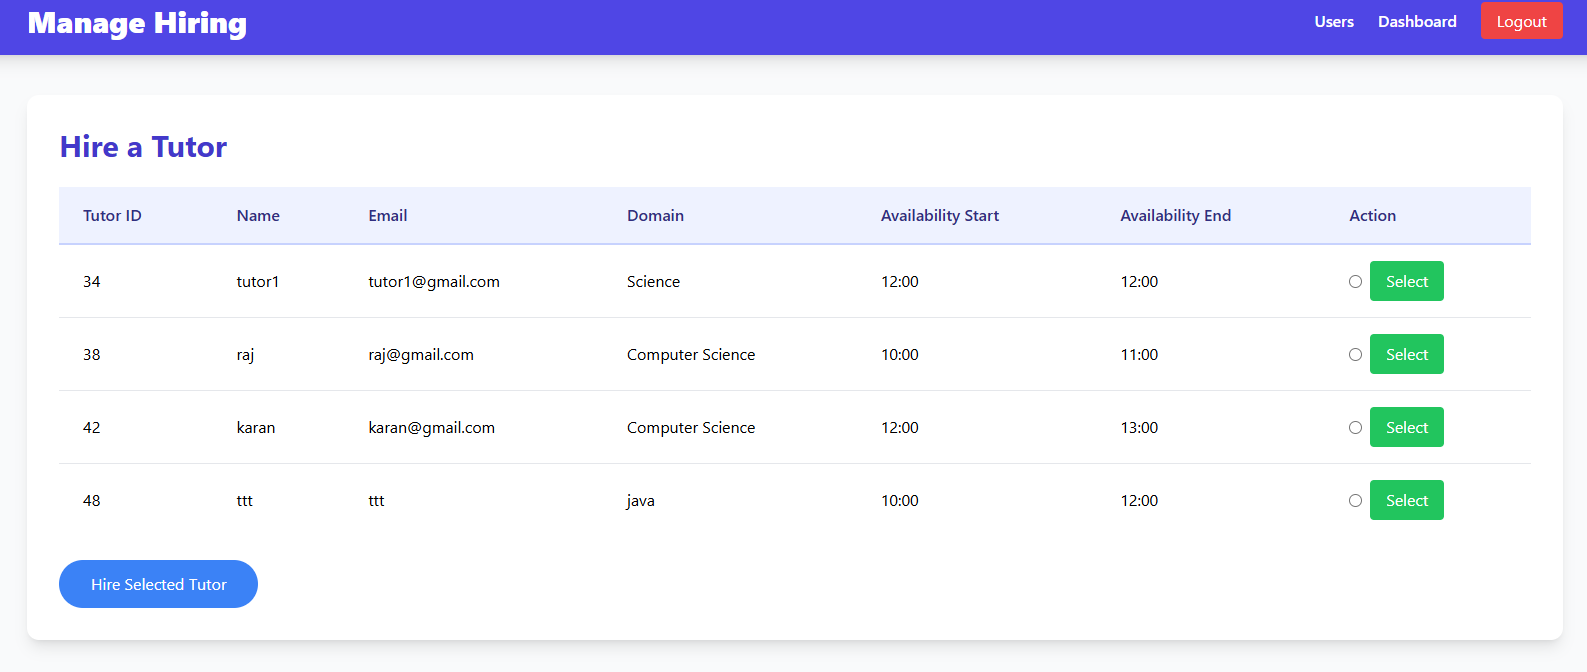 Manage Hiring Users Dashboard Logout
Hire a Tutor
Tutor ID Name Email Domain Availability Start Availability End Action
34 tutor1 tutor1@gmail.com Science 12:00 12:00 Select
38 raj raj@gmail.com Computer Science 10:00 11:00 Select
42 karan karan@gmail.com Computer Science 12:00 13:00 Select
48 ttt ttt java 10:00 12:00 Select
Hire Selected Tutor